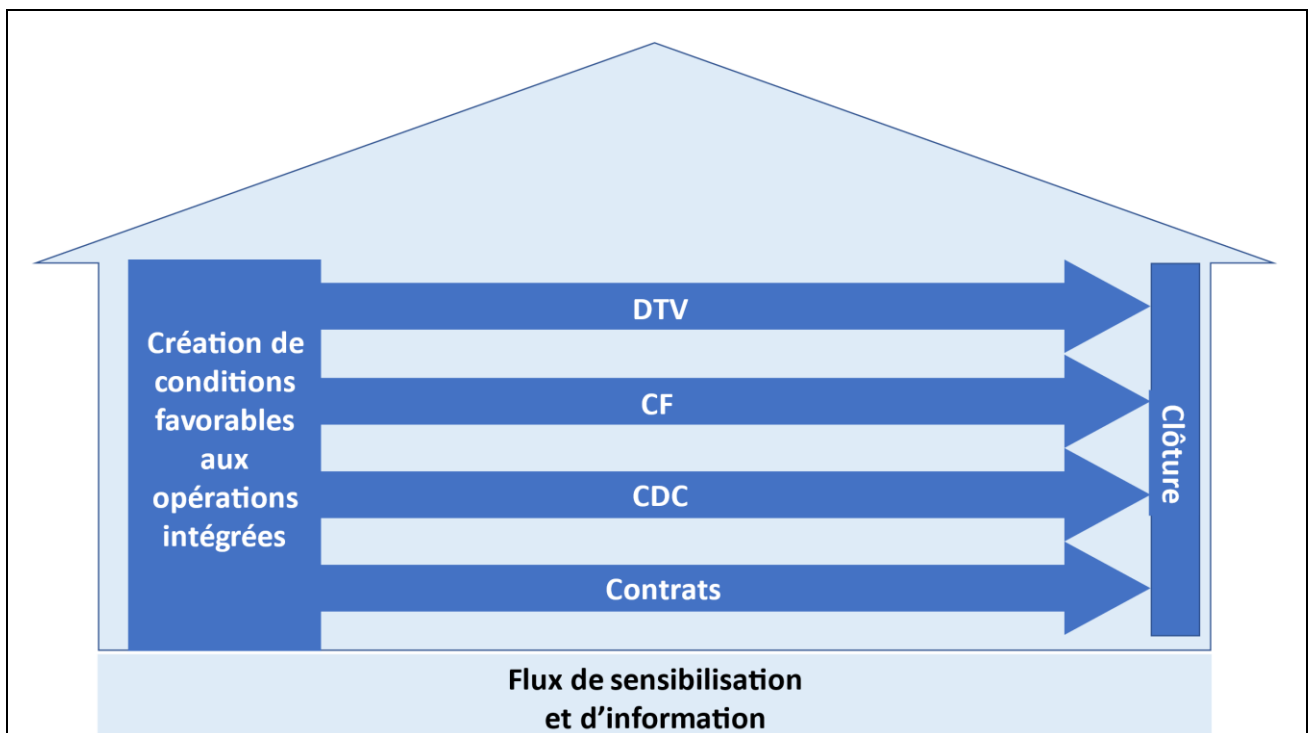 Création de
conditions
favorables
aux
opérations
intégrées
DTV
CF
CDC
Contrats
Clôture
Flux de sensibilisation
et d’information